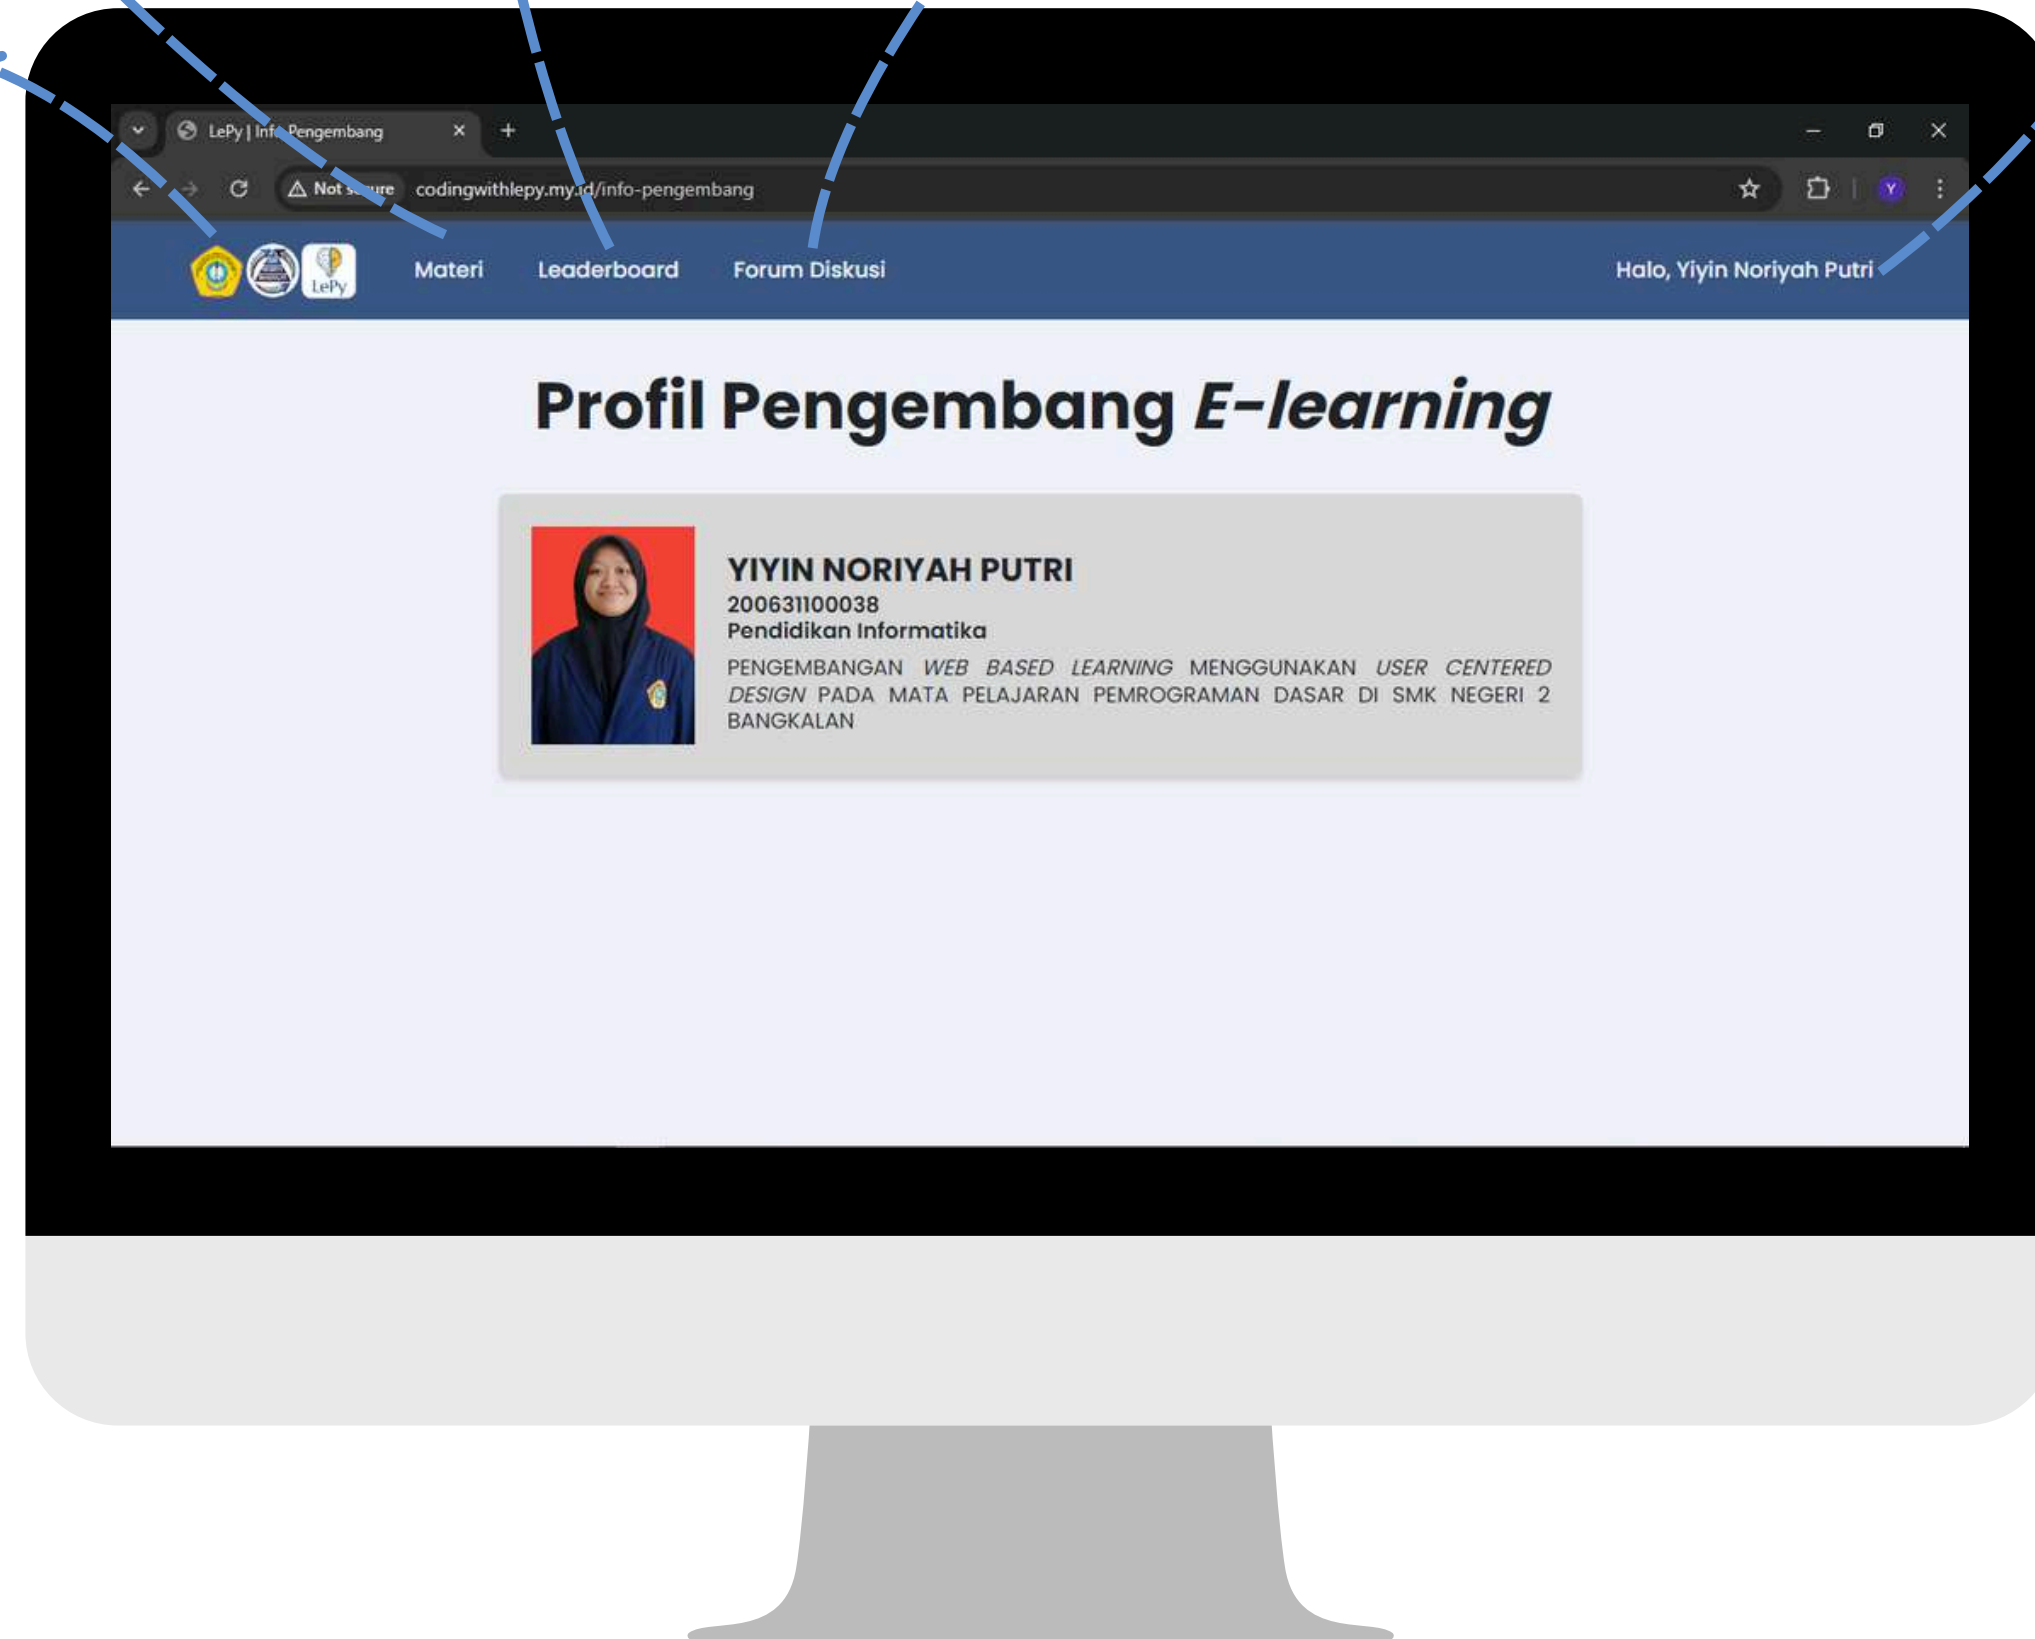 LePy | Info Pengembang
Not secure codingwithlepy.my.id/info-pengembang
Y
LePy
Materi Leaderboard Forum Diskusi Halo, Yiyin Noriyah Putri
Profil Pengembang E-learning
YIYIN NORIYAH PUTRI
200631100038
Pendidikan Informatika
PENGEMBANGAN WEB BASED LEARNING MENGGUNAKAN USER CENTERED
DESIGN PADA MATA PELAJARAN PEMROGRAMAN DASAR DI SMK NEGERI 2
BANGKALAN